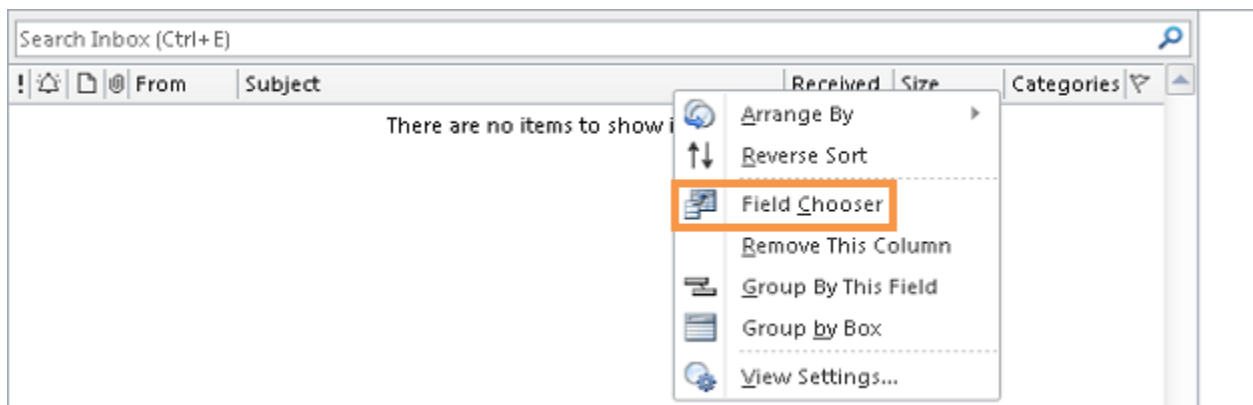 Search Inbox (Ctrl+E)
! From Subject Received Size Categories
There are no items to show i
Arrange By
Reverse Sort
Field Chooser
Remove This Column
Group By This Field
Group by Box
View Settings...